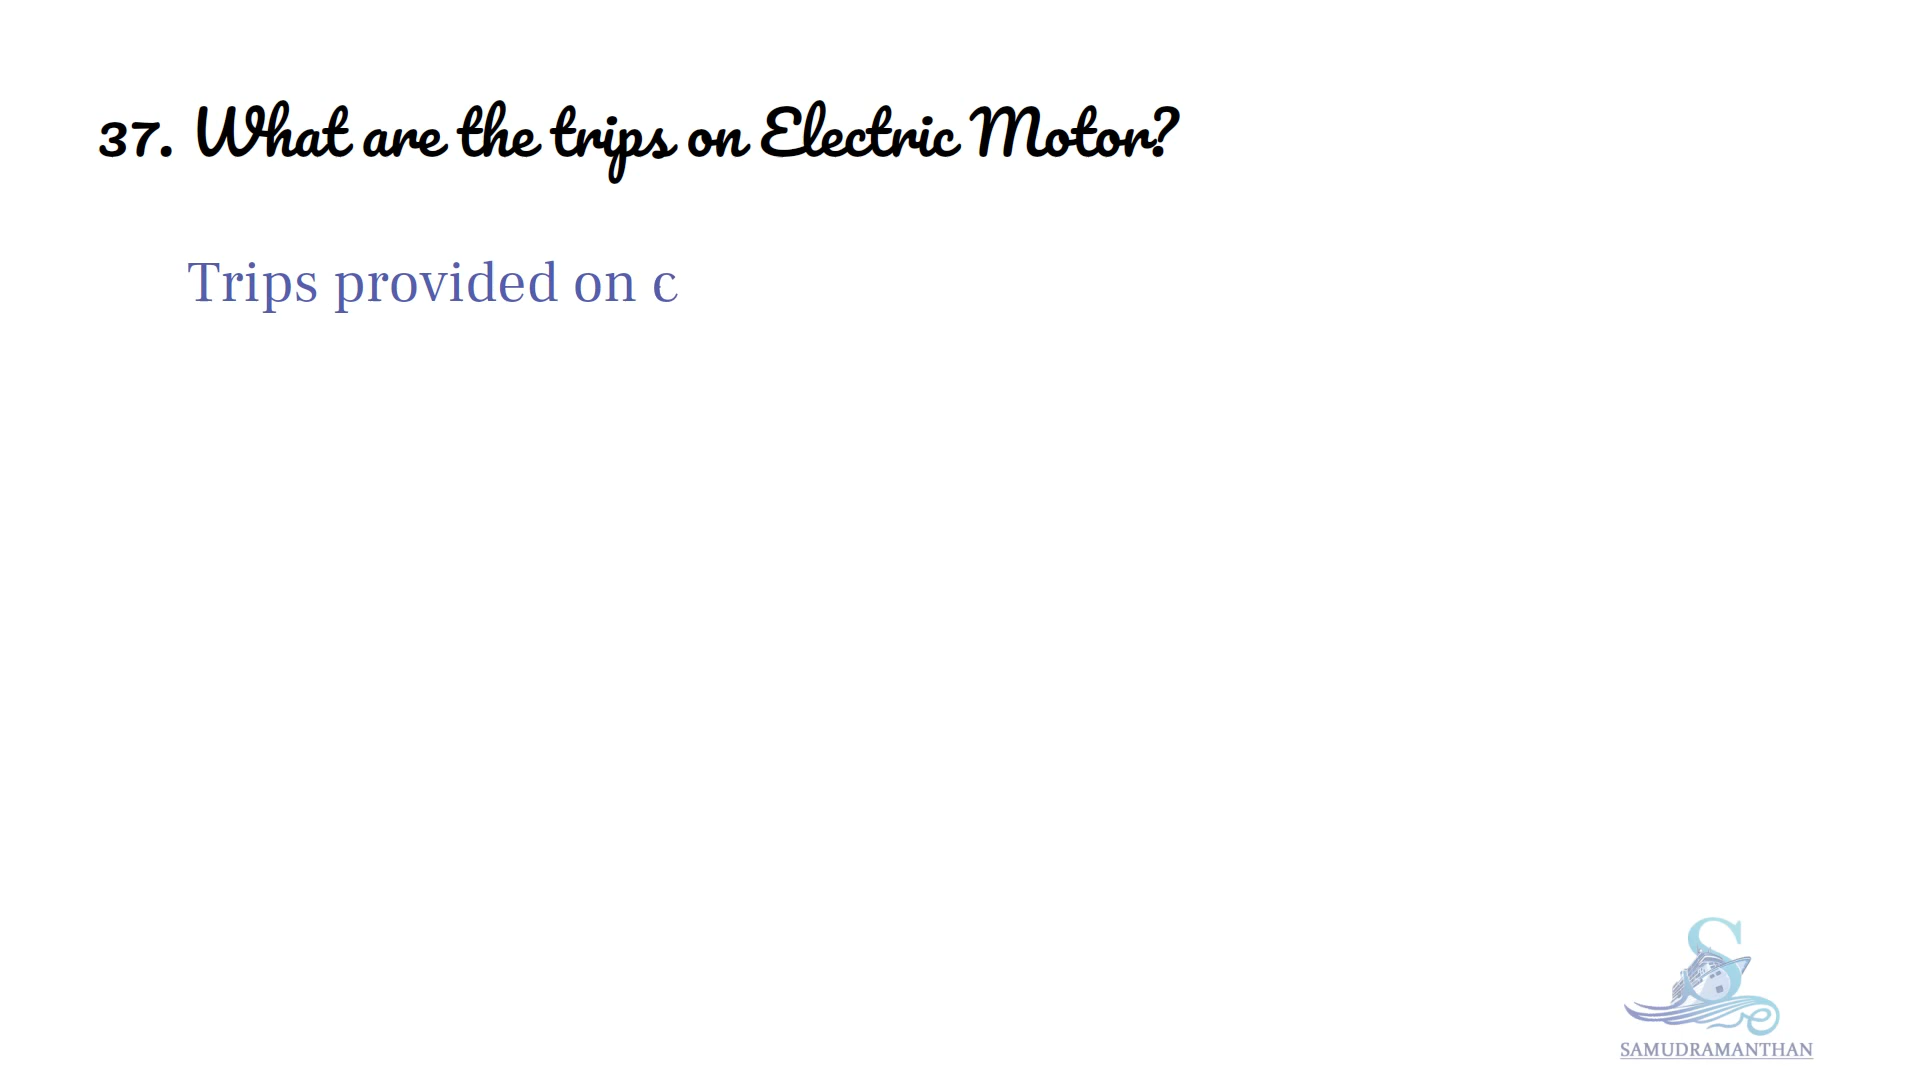 37. What are the trips on Electric Motor?
Trips provided on c
SAMUDRAMANTHAN